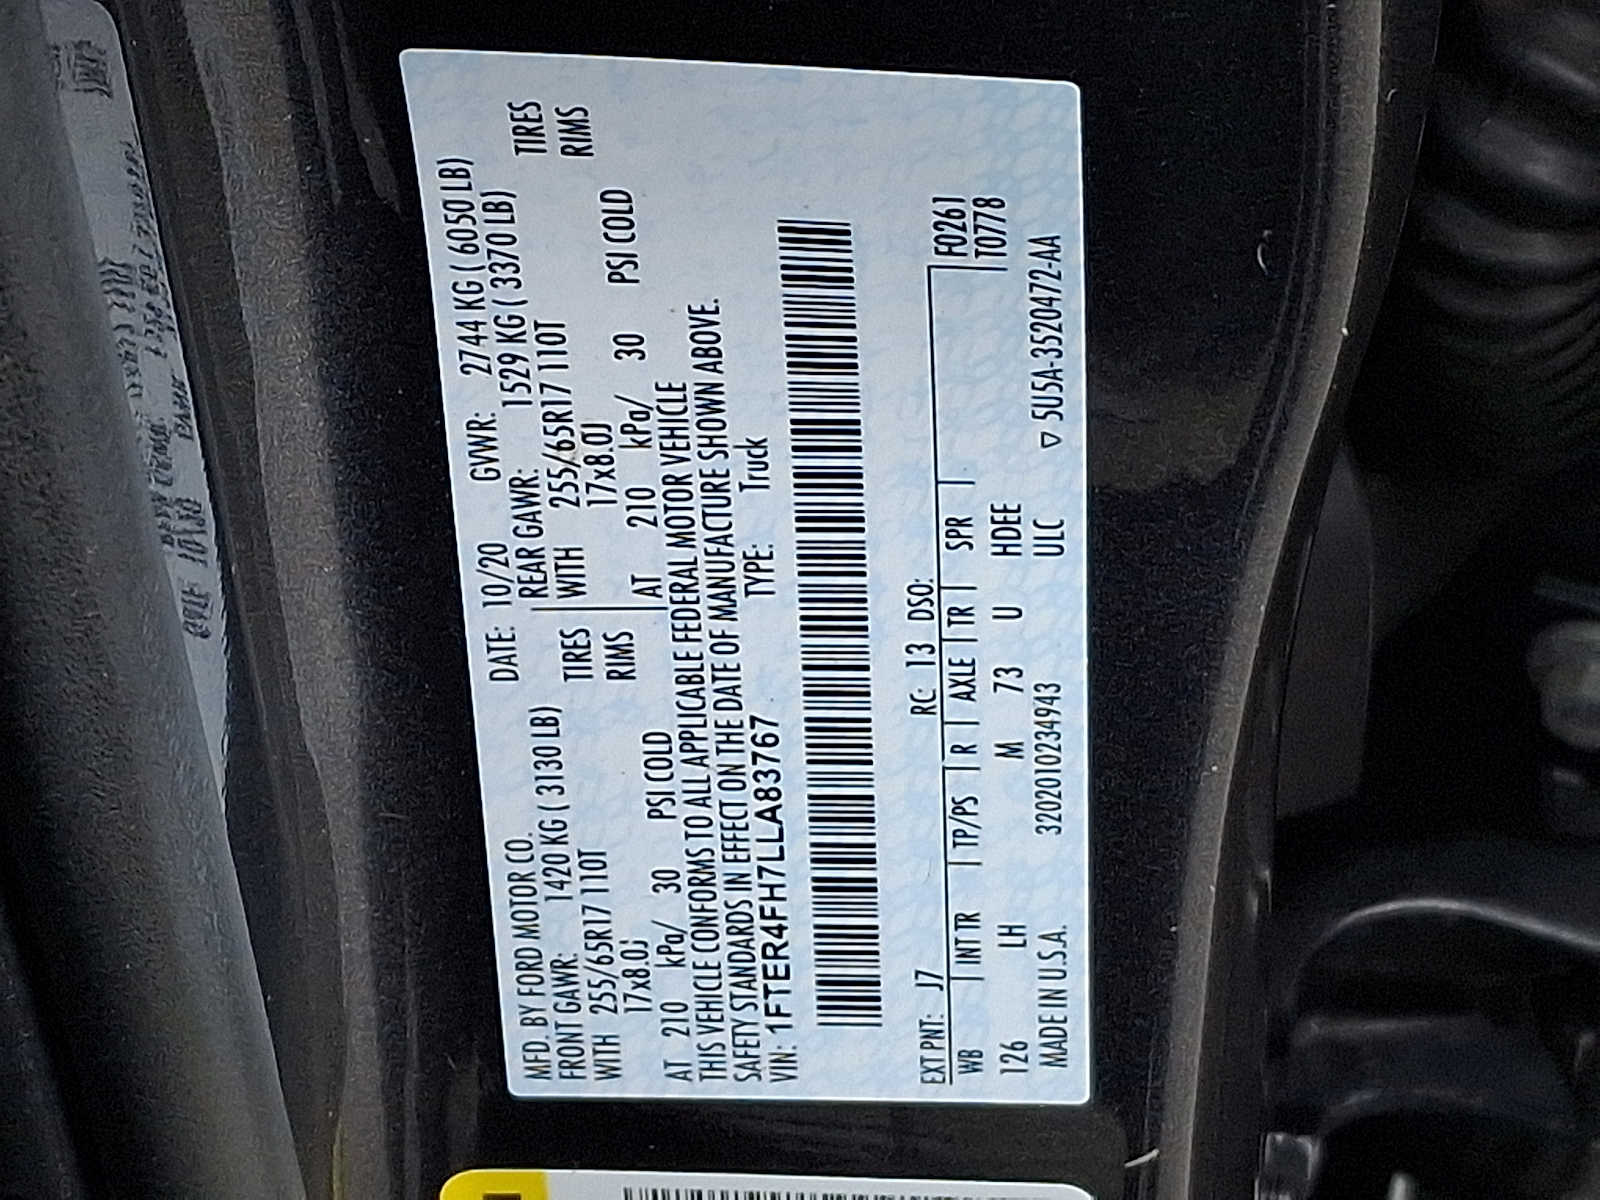 MFD. BY FORD MOTOR CO.
DATE: 10/20 GVWR: 2744 KG ( 6050 LB)
FRONT GAWR: 1420 KG ( 3130 LB) REAR GAWR: 1529 KG ( 3370 LB)
WITH 255/65R17 110T TIRES WITH 255/65R17 110T TIRES
17x8.0J RIMS 17x8.0J RIMS
AT 210 kPa/ 30 PSI COLD AT 210 kPa/ 30 PSI COLD
THIS VEHICLE CONFORMS TO ALL APPLICABLE FEDERAL MOTOR VEHICLE
SAFETY STANDARDS IN EFFECT ON THE DATE OF MANUFACTURE SHOWN ABOVE.
VIN: 1FTER4FH7LLA83767 TYPE: Truck
EXT PNT: J7 RC: 13 DSO: F0261
WB INT TR TP/PS R AXLE TR SPR T0778
126 LH M 73 U HDEE
MADE IN U.S.A. 3202010234943 ULC ▽ 5U5A-3520472-AA